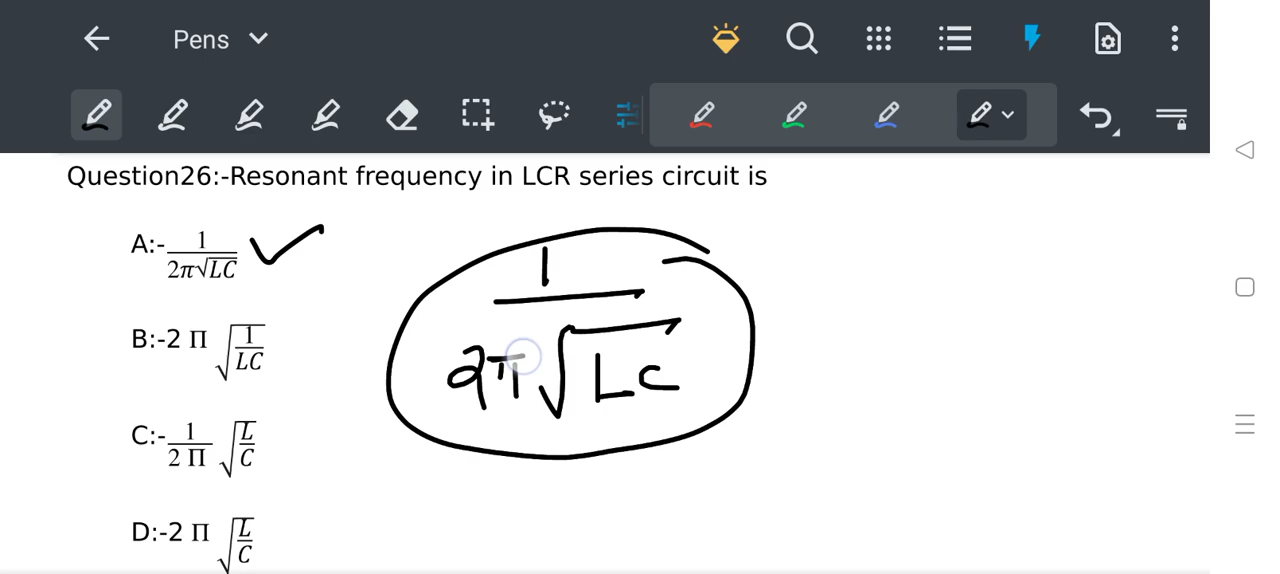 Pens
Question26:-Resonant frequency in LCR series circuit is
A:- 1/(2π√LC) ✓
B:-2 Π √(1/LC)
C:- 1/(2 Π) √(L/C)
D:-2 Π √(L/C)
1/(2π√LC)